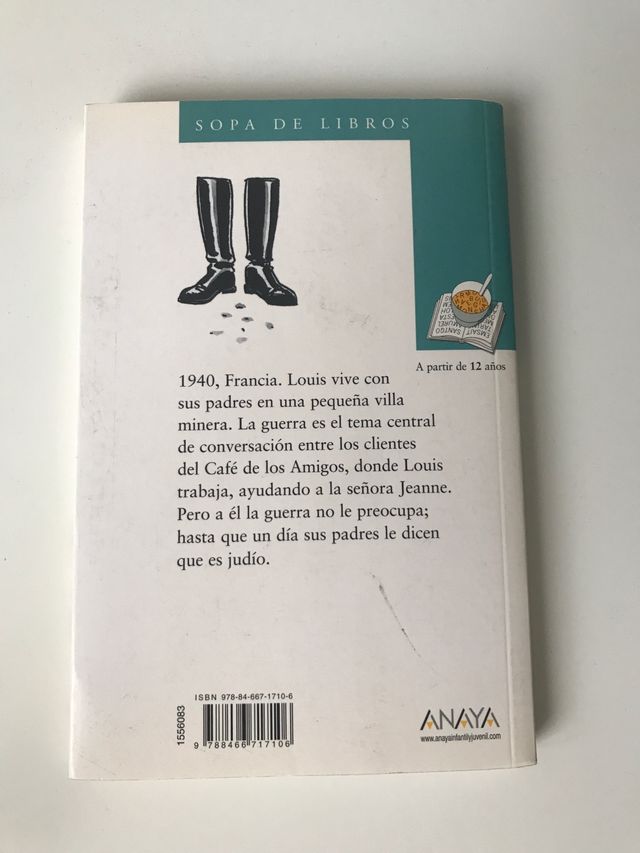 SOPA DE LIBROS
A partir de 12 años
1940, Francia. Louis vive con
sus padres en una pequeña villa
minera. La guerra es el tema central
de conversación entre los clientes
del Café de los Amigos, donde Louis
trabaja, ayudando a la señora Jeanne.
Pero a él la guerra no le preocupa;
hasta que un día sus padres le dicen
que es judío.
ISBN 978-84-667-1710-6
1556083
9 788466 717106
ANAYA
www.anayainfantilyjuvenil.com